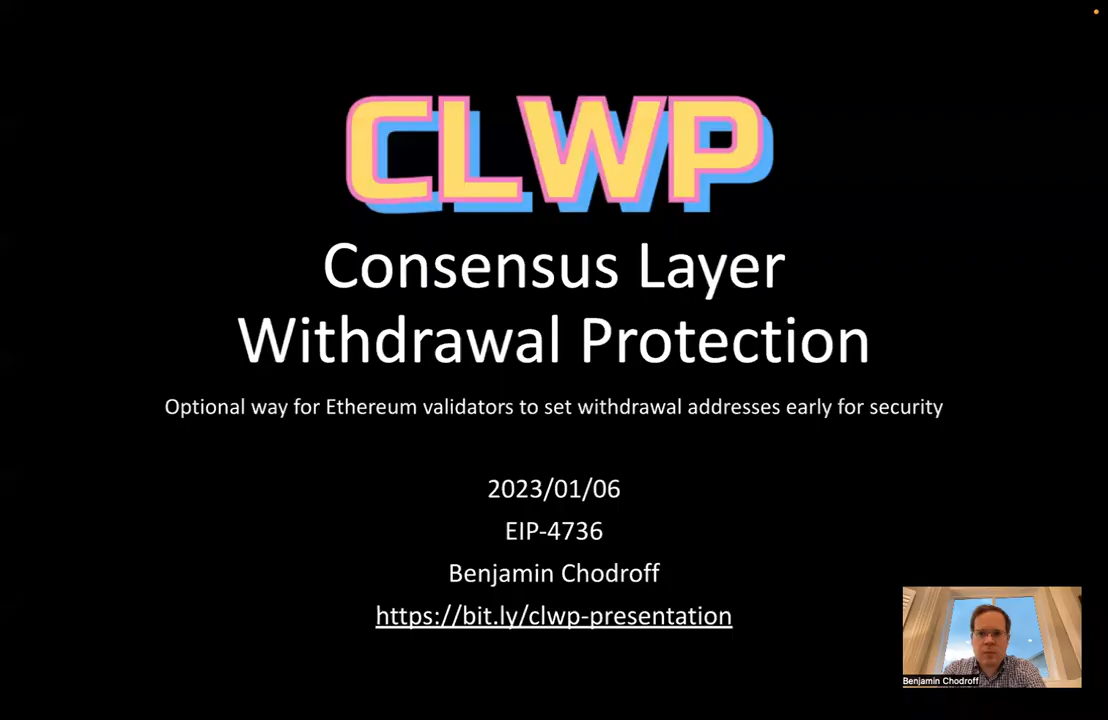 CLWP
Consensus Layer
Withdrawal Protection
Optional way for Ethereum validators to set withdrawal addresses early for security
2023/01/06
EIP-4736
Benjamin Chodroff
https://bit.ly/clwp-presentation
Benjamin Chodroff